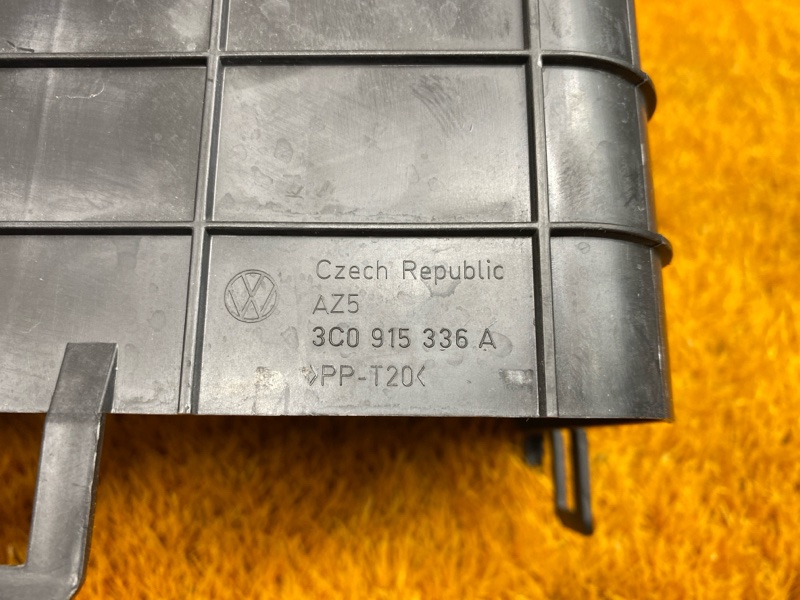 Czech Republic
AZ5
3C0 915 336 A
>PP-T20<